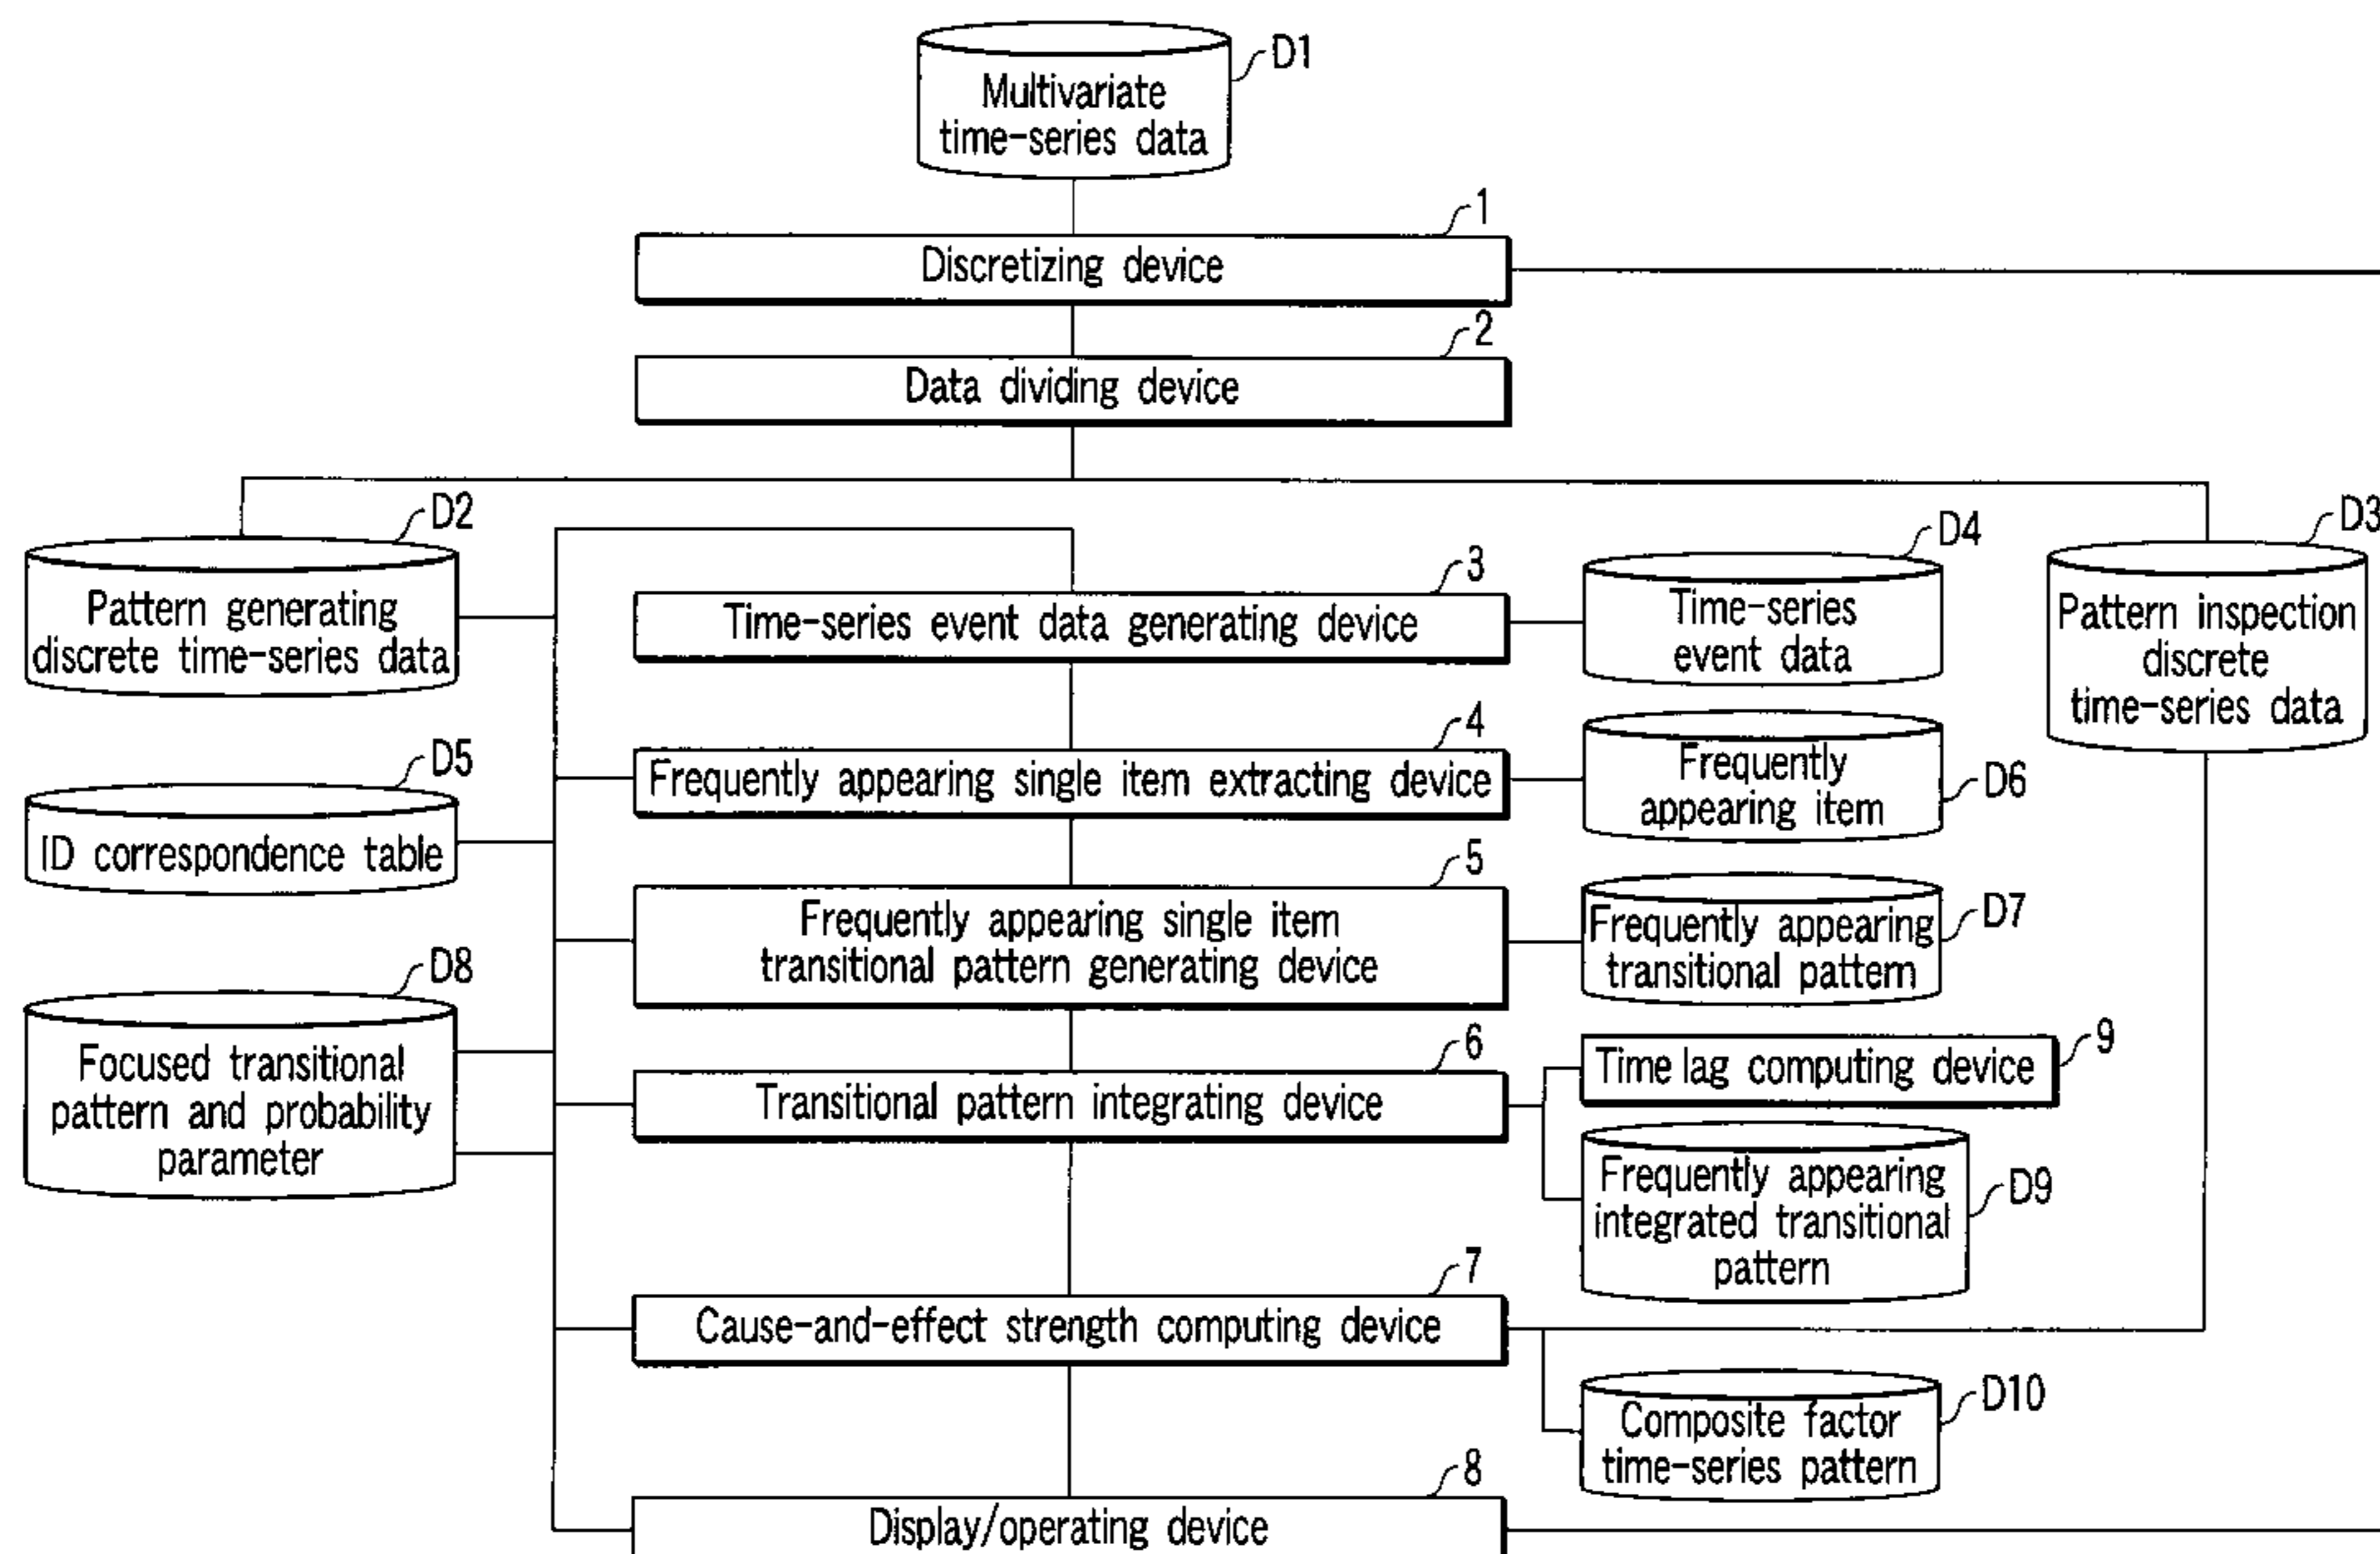 D1
Multivariate
time-series data
1
Discretizing device
2
Data dividing device
D2
Pattern generating
discrete time-series data
3
Time-series event data generating device
D4
Time-series
event data
D3
Pattern inspection
discrete
time-series data
4
Frequently appearing single item extracting device
Frequently
appearing item
D6
D5
ID correspondence table
5
Frequently appearing single item
transitional pattern generating device
Frequently appearing
transitional pattern
D7
D8
Focused transitional
pattern and probability
parameter
6
Transitional pattern integrating device
Time lag computing device
9
Frequently appearing
integrated transitional
pattern
D9
7
Cause-and-effect strength computing device
Composite factor
time-series pattern
D10
8
Display/operating device